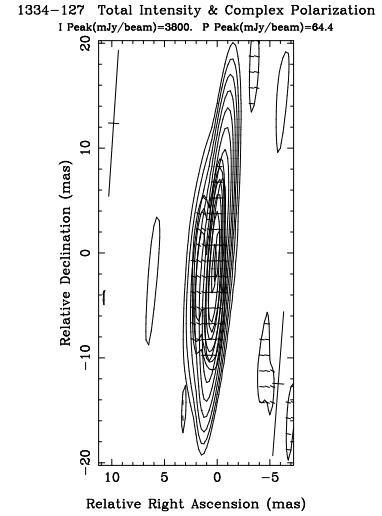 1334-127 Total Intensity & Complex Polarization
I Peak(mJy/beam)=3800. P Peak(mJy/beam)=64.4
Relative Declination (mas)
20
10
0
-10
-20
10 5 0 -5
Relative Right Ascension (mas)